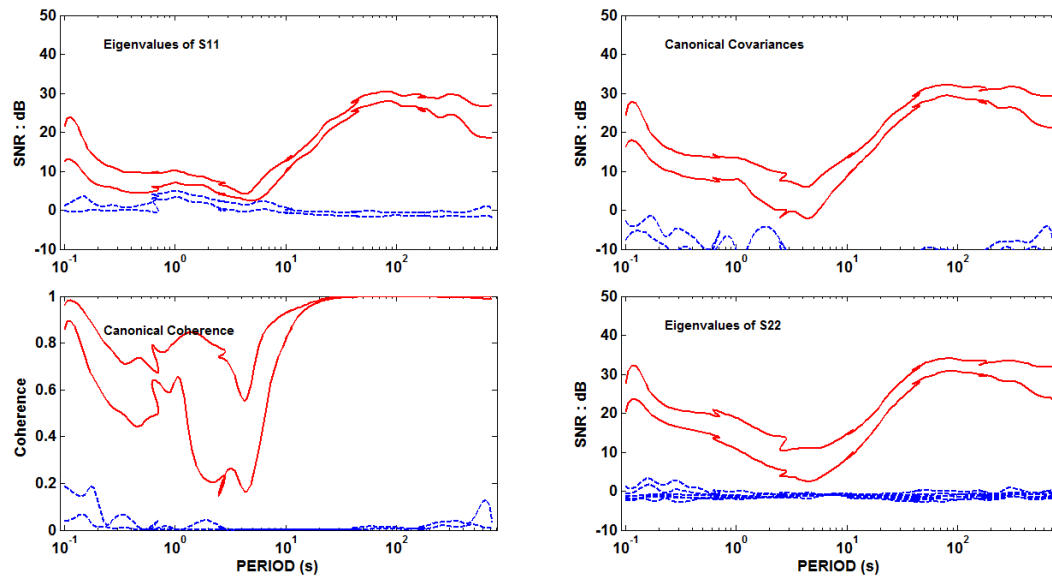 50
40
30
20
10
0
-10
SNR : dB
Eigenvalues of S11
10^-1 10^0 10^1 10^2
50
40
30
20
10
0
-10
SNR : dB
Canonical Covariances
10^-1 10^0 10^1 10^2
1
0.8
0.6
0.4
0.2
0
Coherence
Canonical Coherence
10^-1 10^0 10^1 10^2
PERIOD (s)
50
40
30
20
10
0
-10
SNR : dB
Eigenvalues of S22
10^-1 10^0 10^1 10^2
PERIOD (s)